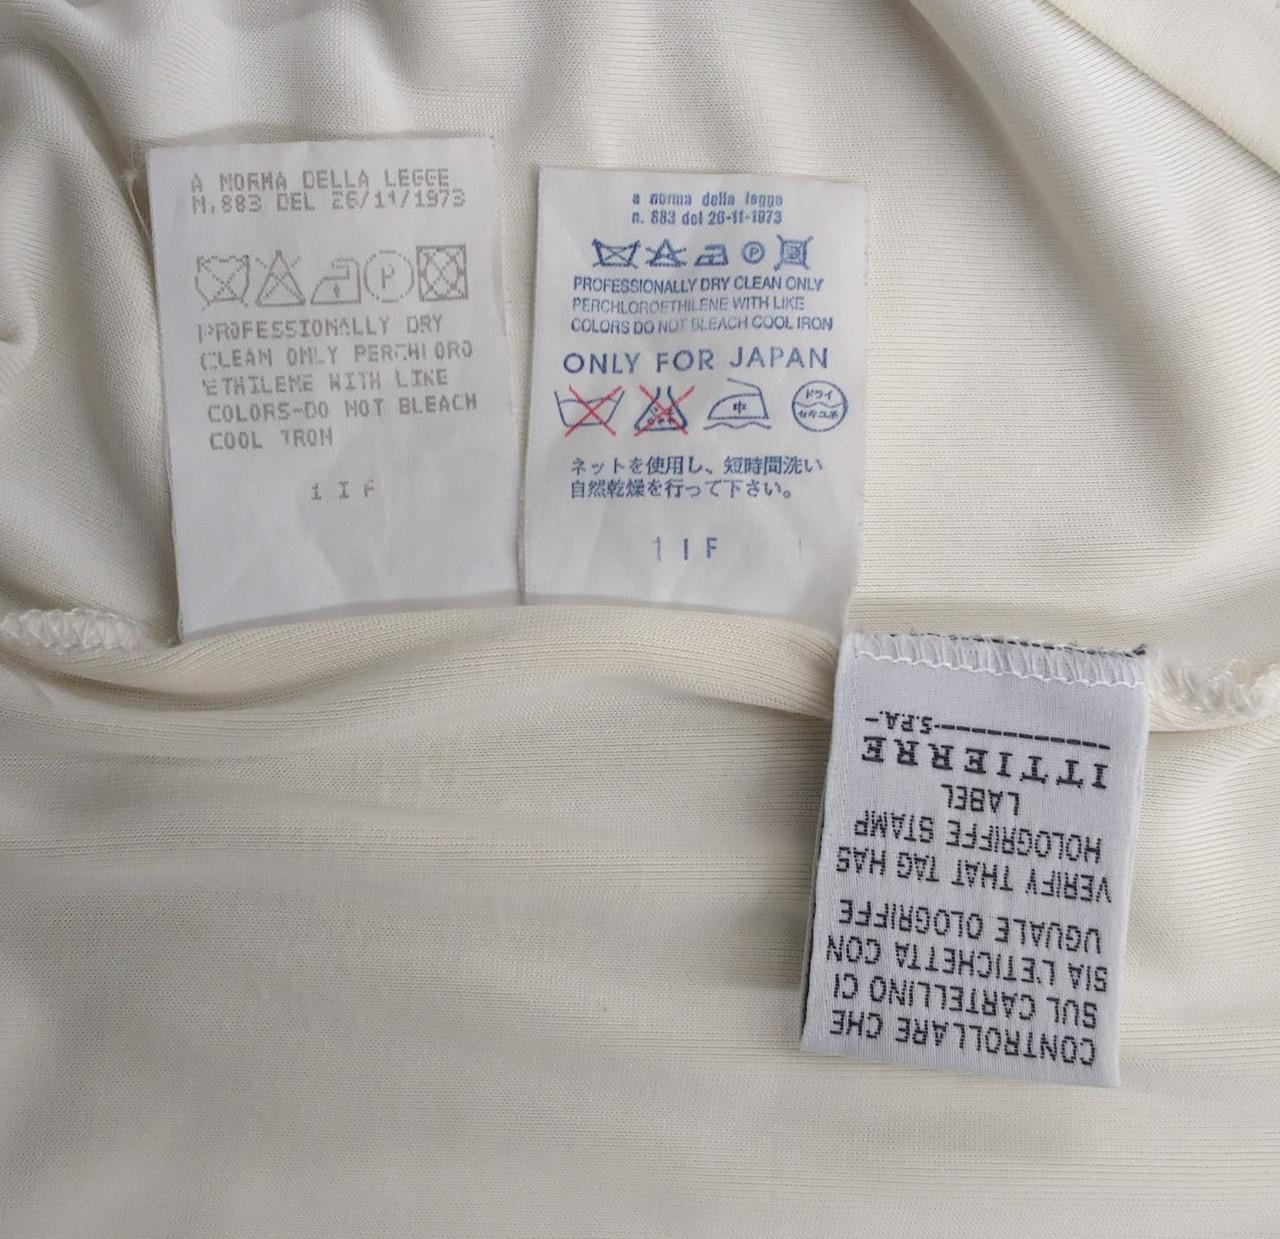 A NORMA DELLA LEGGE
N.883 DEL 26/11/1973
P
PROFESSIONALLY DRY
CLEAN ONLY PERCHLORO
ETHILENE WITH LIKE
COLORS-DO NOT BLEACH
COOL IRON
1 I F
a norma della legge
n. 883 del 26-11-1973
P
PROFESSIONALLY DRY CLEAN ONLY
PERCHLOROETHILENE WITH LIKE
COLORS DO NOT BLEACH COOL IRON
ONLY FOR JAPAN
中
ドライ
セキユ系
ネットを使用し、短時間洗い
自然乾燥を行って下さい。
1 I F
CONTROLLARE CHE
SUL CARTELLINO CI
SIA L'ETICHETTA CON
UGUALE OLOGRIFFE
VERIFY THAT TAG HAS
HOLOGRIFFE STAMP
LABEL
ITTIERRE
S.P.A.